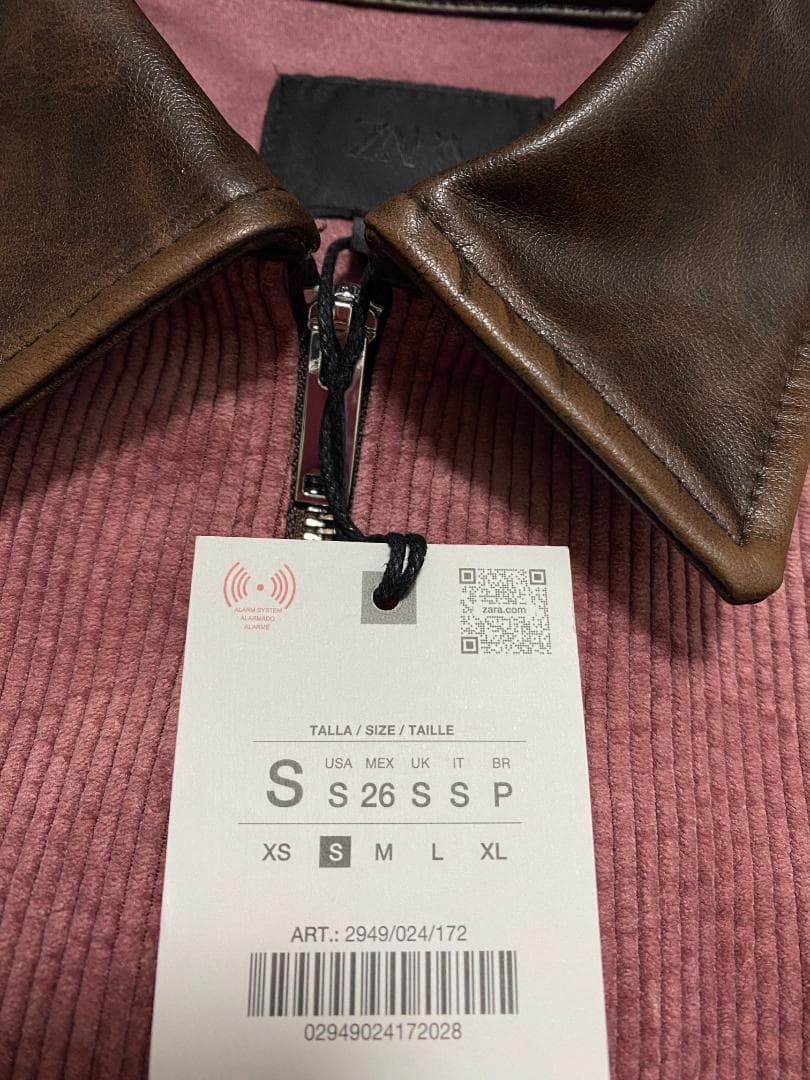 ZARA
ALARM SYSTEM
ALARMADO
ALARME
zara.com
TALLA / SIZE / TAILLE
S
USA MEX UK IT BR
S 26 S S P
XS S M L XL
ART.: 2949/024/172
02949024172028